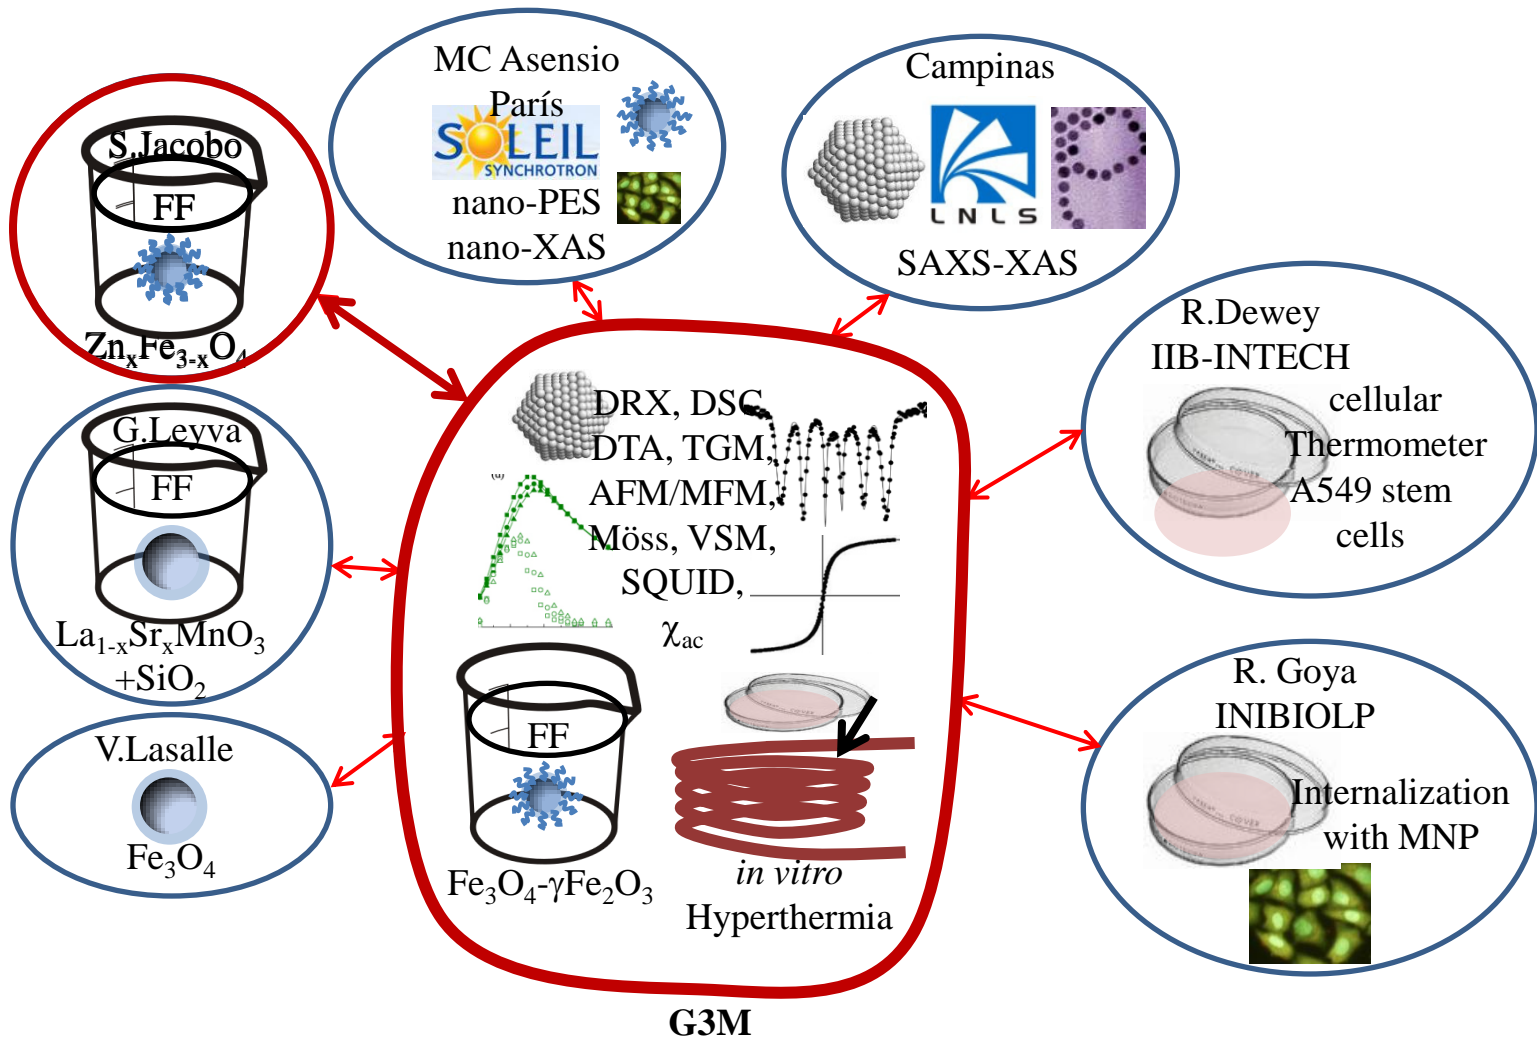 MC Asensio
París
SOLEIL
SYNCHROTRON
nano-PES
nano-XAS
Campinas
LNLS
SAXS-XAS
S.Jacobo
FF
ZnₓFe₃₋ₓO₄
G.Leyva
FF
La₁₋ₓSrₓMnO₃
+SiO₂
V.Lasalle
Fe₃O₄
DRX, DSC
DTA, TGM,
AFM/MFM,
Möss, VSM,
SQUID,
χac
FF
Fe₃O₄-γFe₂O₃
in vitro
Hyperthermia
G3M
R.Dewey
IIB-INTECH
cellular
Thermometer
A549 stem
cells
R. Goya
INIBIOLP
Internalization
with MNP